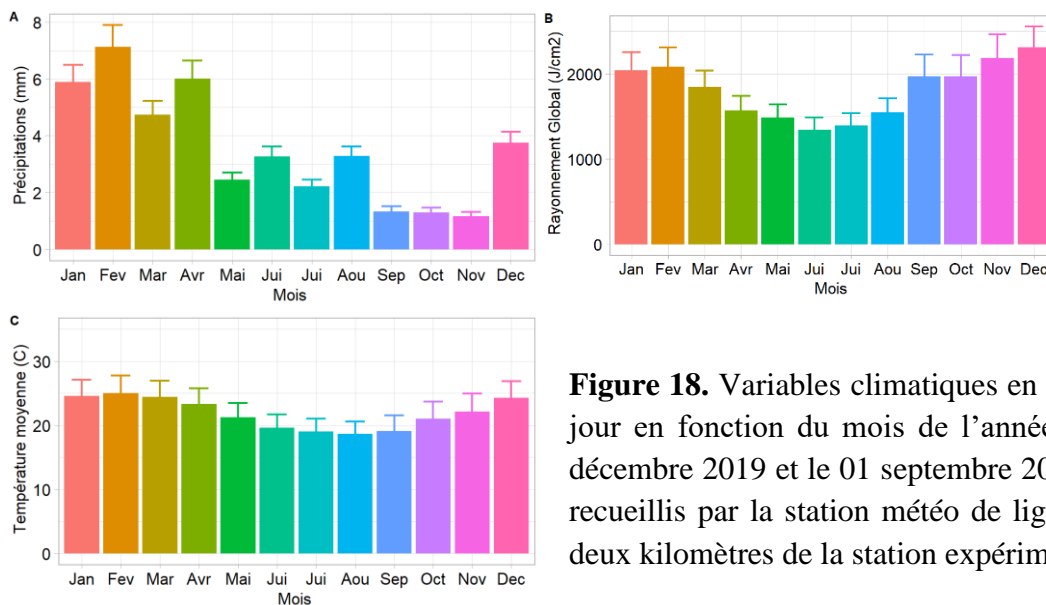 A
Précipitations (mm)
8
6
4
2
0
Jan Fev Mar Avr Mai Jui Jui Aou Sep Oct Nov Dec
Mois
B
Rayonnement Global (J/cm2)
2000
1000
0
Jan Fev Mar Avr Mai Jui Jui Aou Sep Oct Nov Dec
Mois
C
Température moyenne (C)
30
20
10
0
Jan Fev Mar Avr Mai Jui Jui Aou Sep Oct Nov Dec
Mois
Figure 18. Variables climatiques en
jour en fonction du mois de l'année
décembre 2019 et le 01 septembre 20
recueillis par la station météo de lig
deux kilomètres de la station expérim